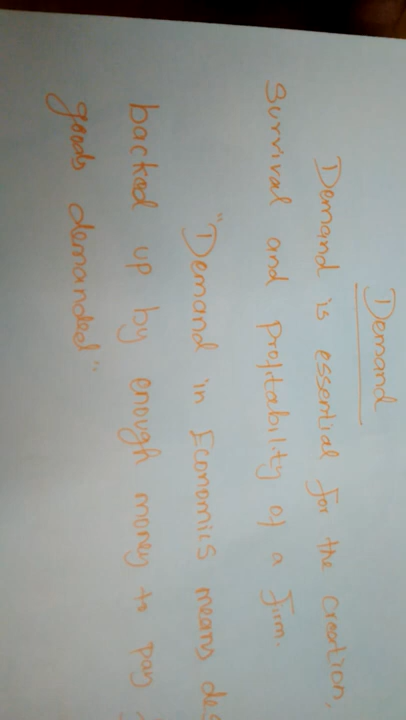 Demand
Demand is essential for the creation,
Survival and Profitability of a firm.
"Demand in Economics means des
backed up by enough money to pay
goods demanded"